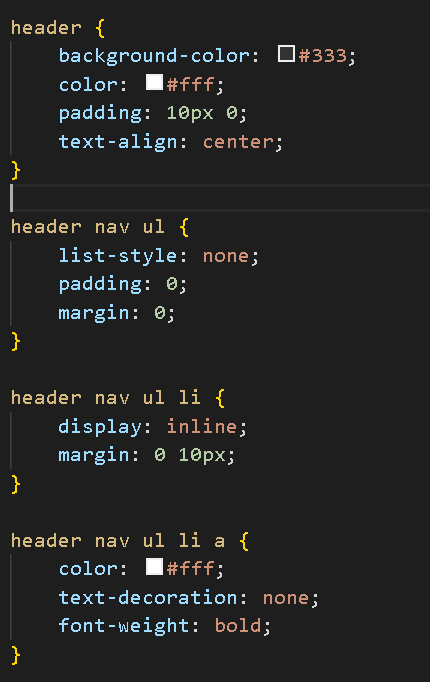 header {
    background-color: #333;
    color: #fff;
    padding: 10px 0;
    text-align: center;
}

header nav ul {
    list-style: none;
    padding: 0;
    margin: 0;
}

header nav ul li {
    display: inline;
    margin: 0 10px;
}

header nav ul li a {
    color: #fff;
    text-decoration: none;
    font-weight: bold;
}